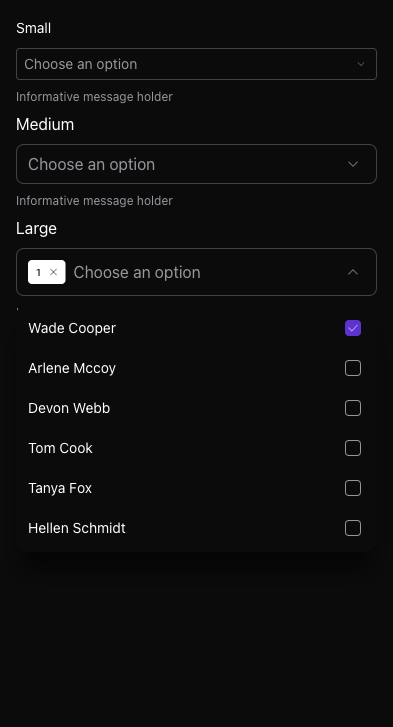 Small
Choose an option
Informative message holder
Medium
Choose an option
Informative message holder
Large
1 Choose an option
Wade Cooper
Arlene Mccoy
Devon Webb
Tom Cook
Tanya Fox
Hellen Schmidt